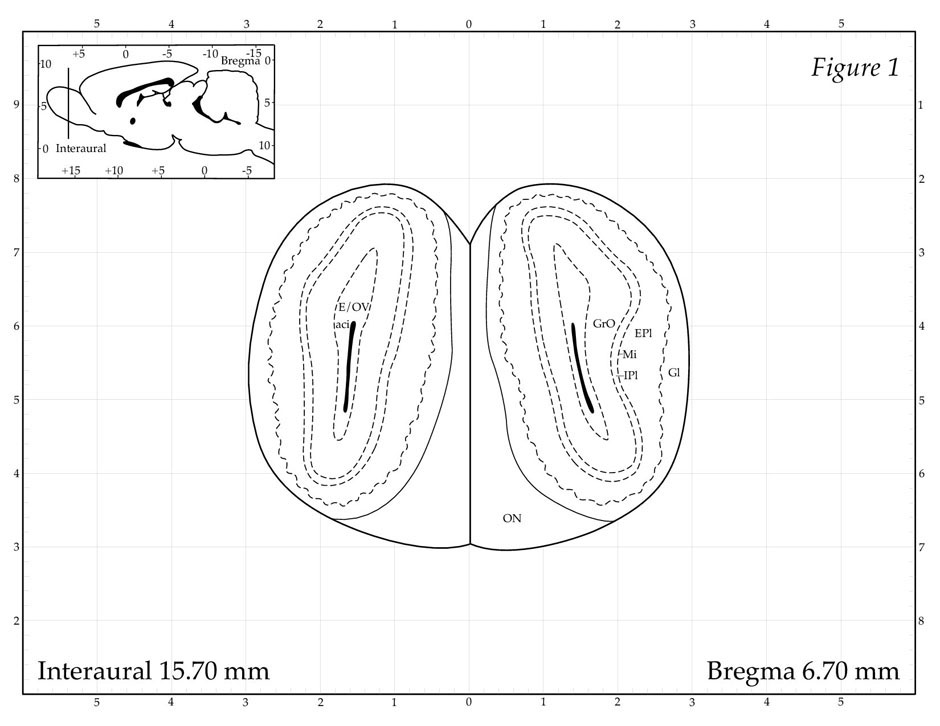 5 4 3 2 1 0 1 2 3 4 5
+5 0 -5 -10 -15
Bregma 0
10
5
0 Interaural
5
10
+15 +10 +5 0 -5
Figure 1
9 1
8 2
7 3
6 4
5 5
4 6
3 7
2 8
E/OV
aci
GrO
EPl
Mi
IPl
Gl
ON
Interaural 15.70 mm
Bregma 6.70 mm
5 4 3 2 1 0 1 2 3 4 5